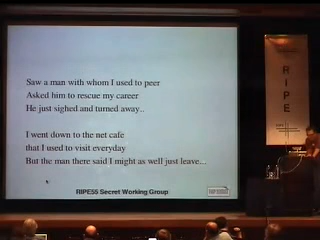 Saw a man with whom I used to peer
Asked him to rescue my career
He just sighed and turned away..
I went down to the net cafe
that I used to visit everyday
But the man there said I might as well just leave...
RIPE55 Secret Working Group
RIPE